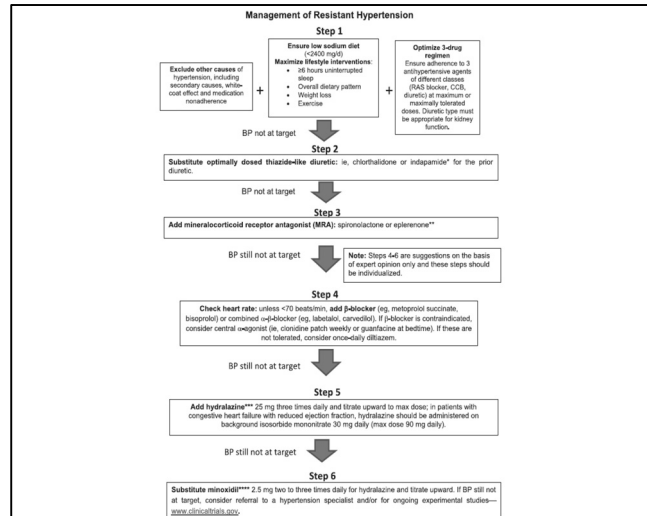 Management of Resistant Hypertension
Step 1
Exclude other causes of
hypertension, including
secondary causes, white-
coat effect and medication
nonadherence
+
Ensure low sodium diet
(<2400 mg/d)
Maximize lifestyle interventions:
• ≥6 hours uninterrupted
sleep
• Overall dietary pattern
• Weight loss
• Exercise
+
Optimize 3-drug
regimen
Ensure adherence to 3
antihypertensive agents
of different classes
(RAS blocker, CCB,
diuretic) at maximum or
maximally tolerated
doses. Diuretic type must
be appropriate for kidney
function.
BP not at target
Step 2
Substitute optimally dosed thiazide-like diuretic: ie, chlorthalidone or indapamide* for the prior
diuretic.
BP not at target
Step 3
Add mineralocorticoid receptor antagonist (MRA): spironolactone or eplerenone**
BP still not at target
Note: Steps 4-6 are suggestions on the basis
of expert opinion only and these steps should
be individualized.
Step 4
Check heart rate: unless <70 beats/min, add β-blocker (eg, metoprolol succinate,
bisoprolol) or combined α-β-blocker (eg, labetalol, carvedilol). If β-blocker is contraindicated,
consider central α-agonist (ie, clonidine patch weekly or guanfacine at bedtime). If these are
not tolerated, consider once-daily diltiazem.
BP still not at target
Step 5
Add hydralazine*** 25 mg three times daily and titrate upward to max dose; in patients with
congestive heart failure with reduced ejection fraction, hydralazine should be administered on
background isosorbide mononitrate 30 mg daily (max dose 90 mg daily).
BP still not at target
Step 6
Substitute minoxidil**** 2.5 mg two to three times daily for hydralazine and titrate upward. If BP still not
at target, consider referral to a hypertension specialist and/or for ongoing experimental studies—
www.clinicaltrials.gov.